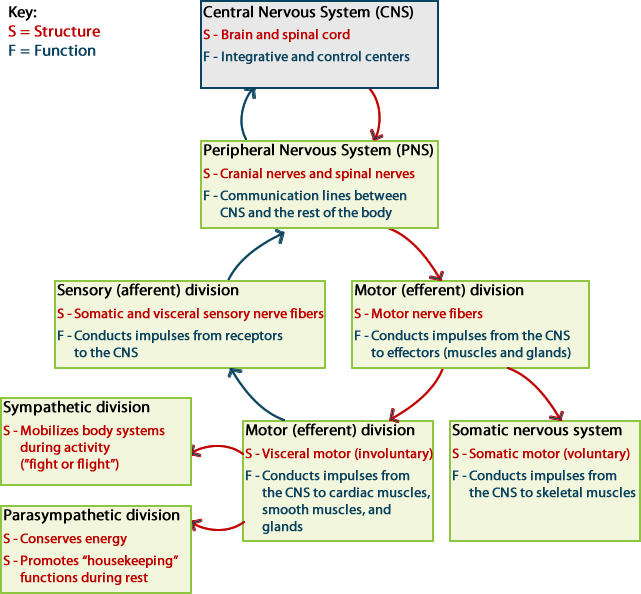 Key:
S = Structure
F = Function
Central Nervous System (CNS)
S - Brain and spinal cord
F - Integrative and control centers
Peripheral Nervous System (PNS)
S - Cranial nerves and spinal nerves
F - Communication lines between
CNS and the rest of the body
Sensory (afferent) division
S - Somatic and visceral sensory nerve fibers
F - Conducts impulses from receptors
to the CNS
Motor (efferent) division
S - Motor nerve fibers
F - Conducts impulses from the CNS
to effectors (muscles and glands)
Sympathetic division
S - Mobilizes body systems
during activity
("fight or flight")
Motor (efferent) division
S - Visceral motor (involuntary)
F - Conducts impulses from
the CNS to cardiac muscles,
smooth muscles, and
glands
Somatic nervous system
S - Somatic motor (voluntary)
F - Conducts impulses from
the CNS to skeletal muscles
Parasympathetic division
S - Conserves energy
S - Promotes “housekeeping”
functions during rest